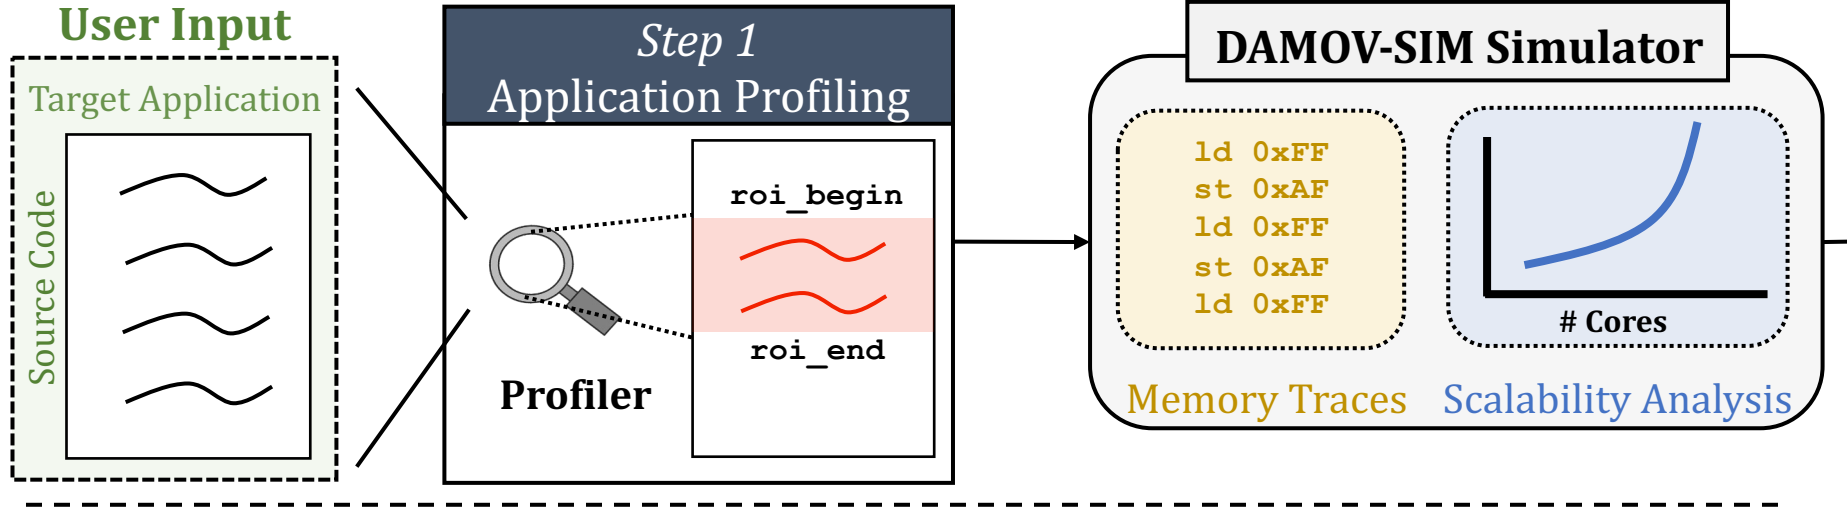 User Input
Target Application
Source Code
Step 1
Application Profiling
roi_begin
roi_end
Profiler
DAMOV-SIM Simulator
ld 0xFF
st 0xAF
ld 0xFF
st 0xAF
ld 0xFF
Memory Traces
# Cores
Scalability Analysis